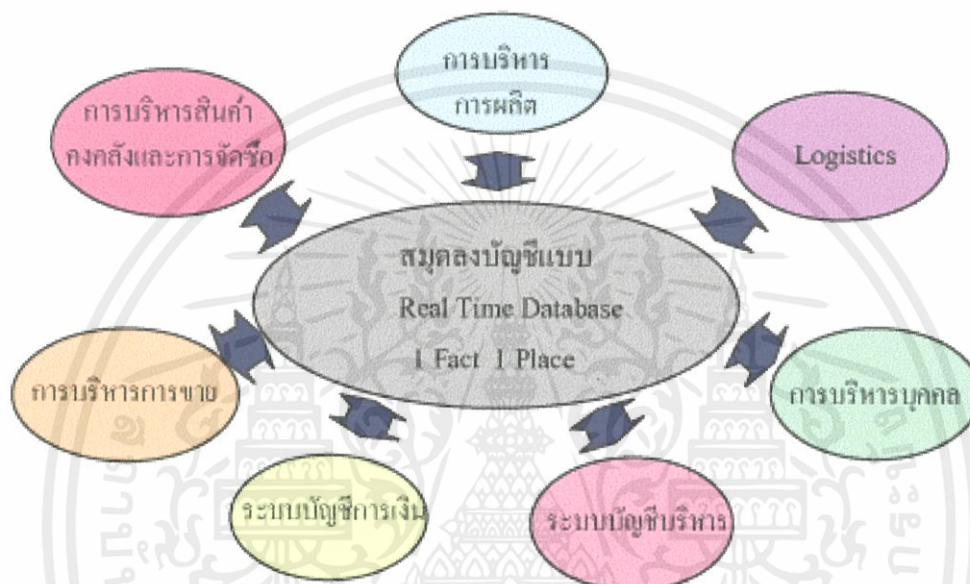 การบริหาร
การผลิต
การบริหารสินค้า
คงคลังและการจัดซื้อ
Logistics
สมุดลงบัญชีแบบ
Real Time Database
1 Fact 1 Place
การบริหารการขาย
การบริหารบุคคล
ระบบบัญชีการเงิน
ระบบบัญชีบริหาร